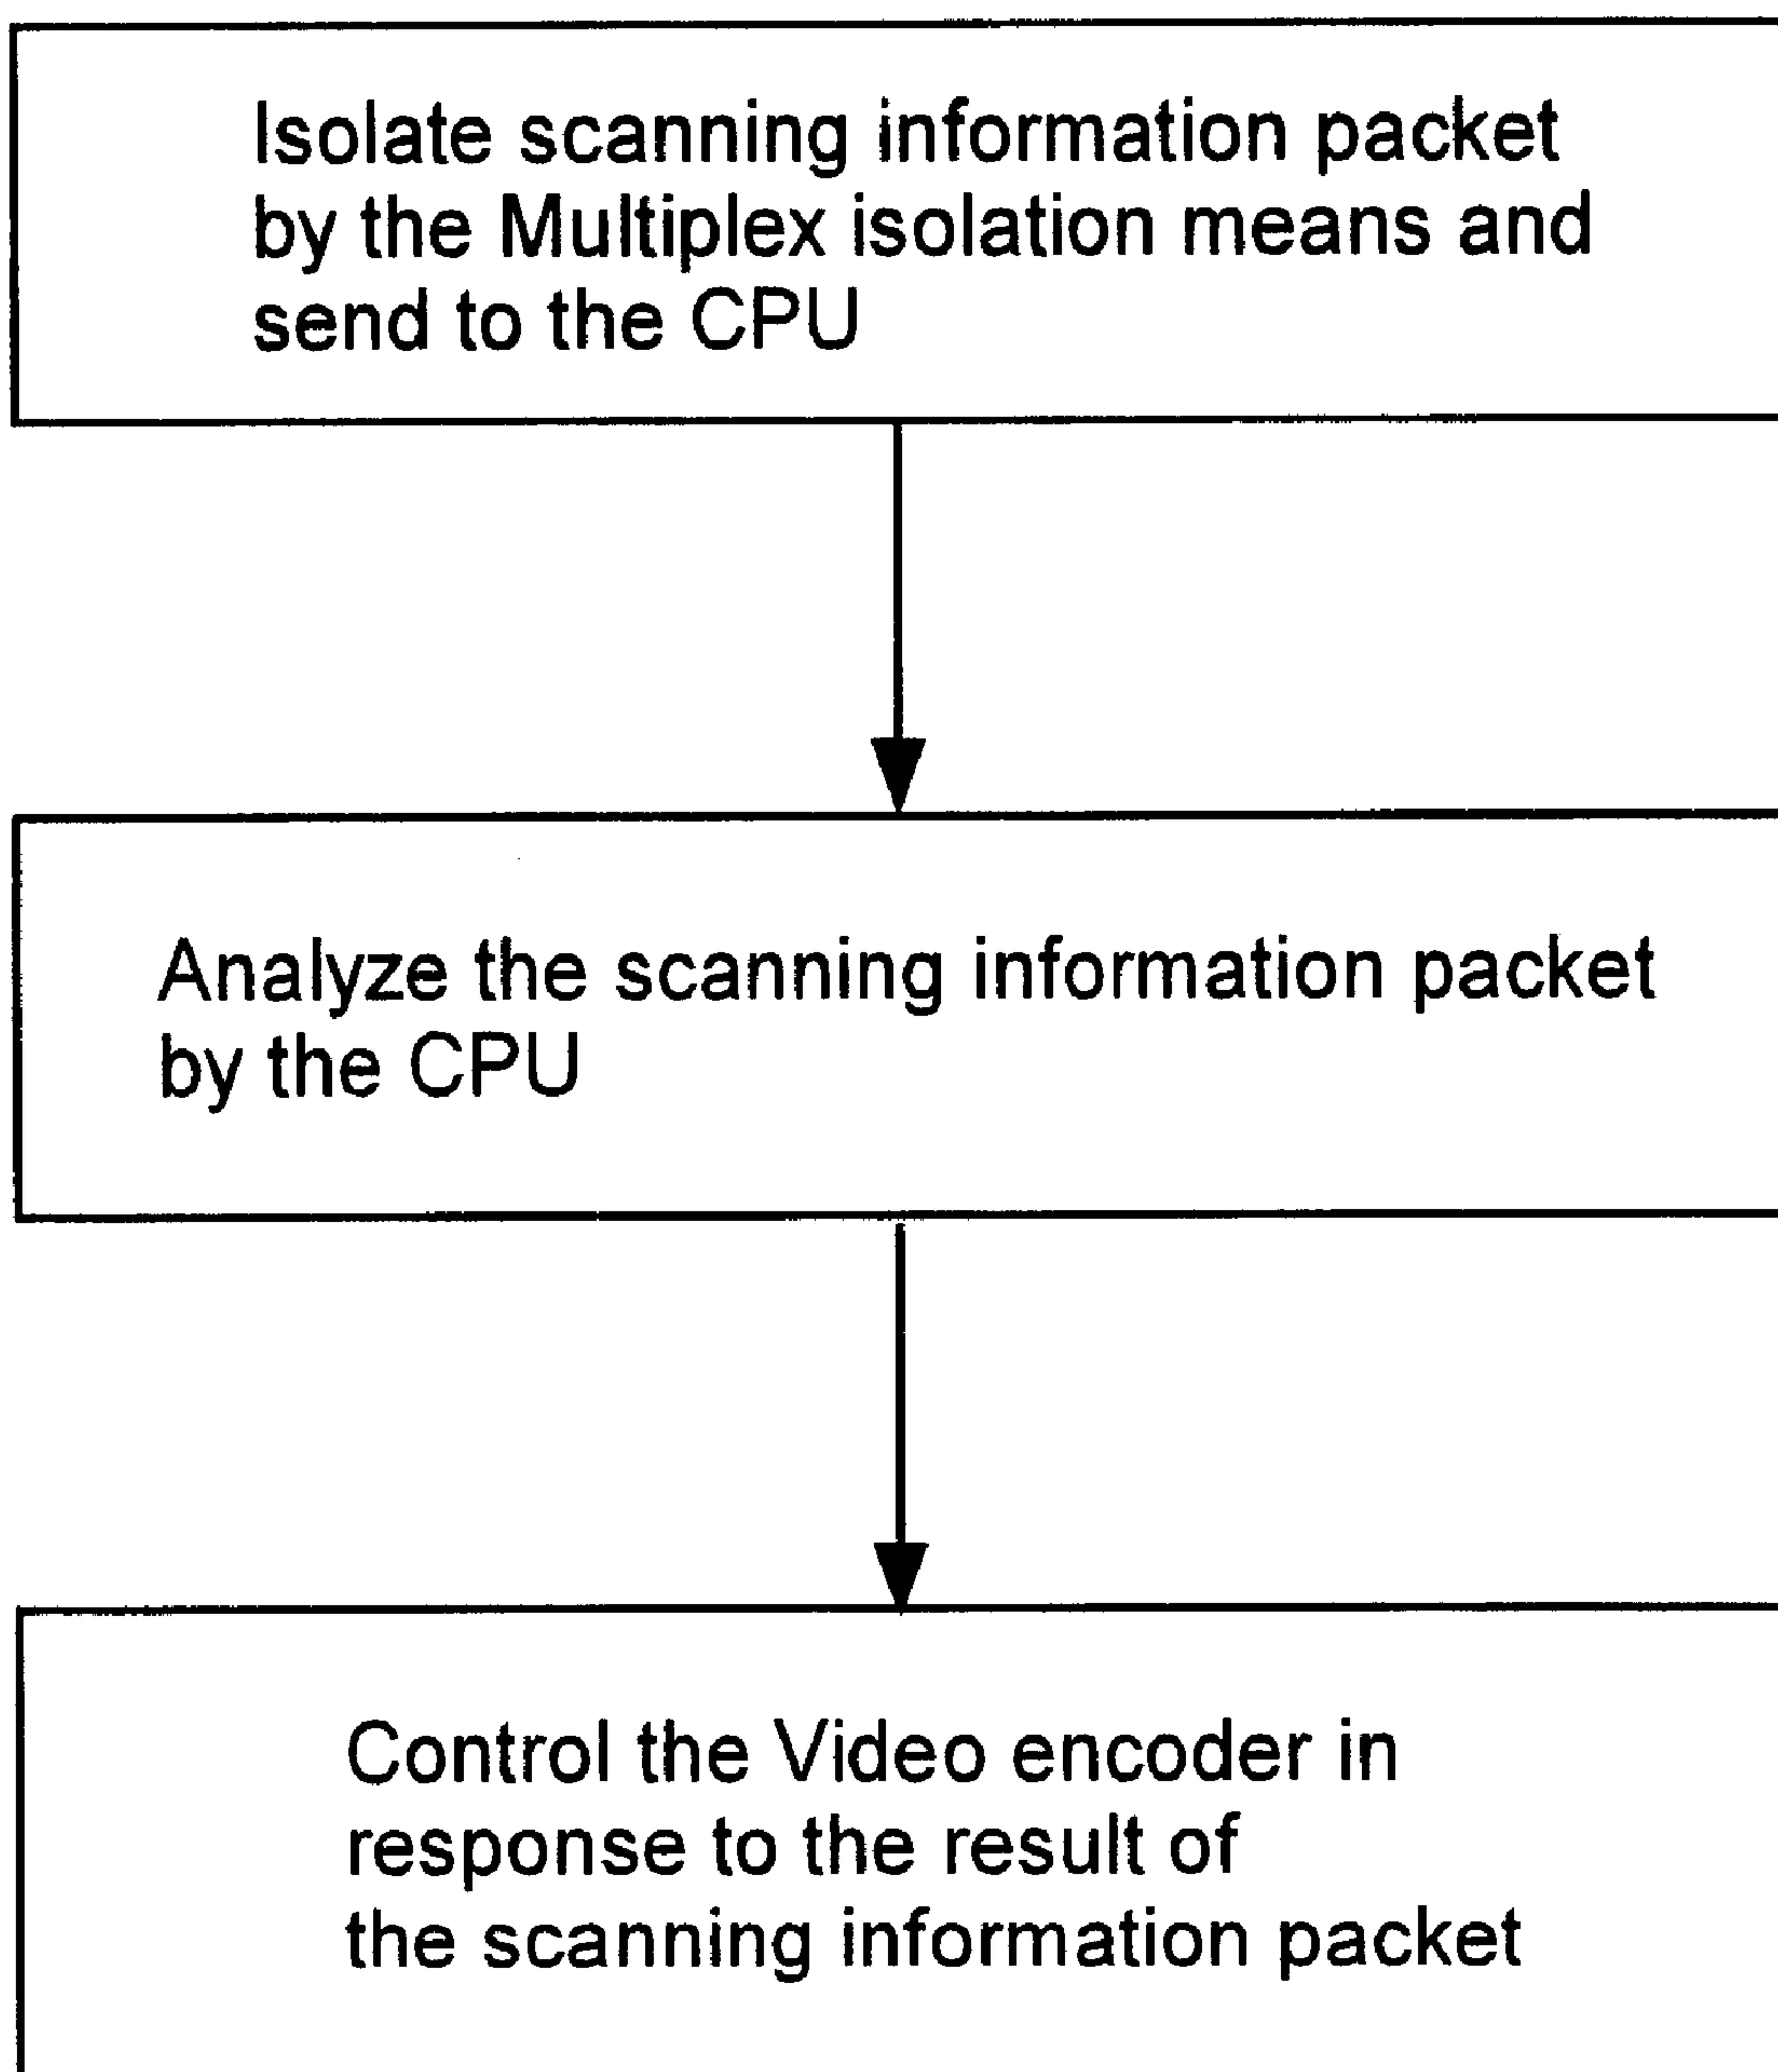 Isolate scanning information packet
by the Multiplex isolation means and
send to the CPU
Analyze the scanning information packet
by the CPU
Control the Video encoder in
response to the result of
the scanning information packet